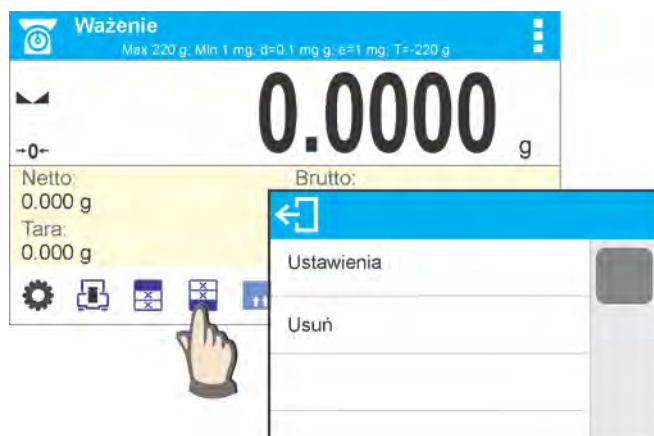 Ważenie
Max 220 g; Min 1 mg; d=0.1 mg g; e=1 mg; T=-220 g
0.0000 g
→0←
Netto: Brutto:
0.000 g
Tara:
0.000 g
Ustawienia
Usuń